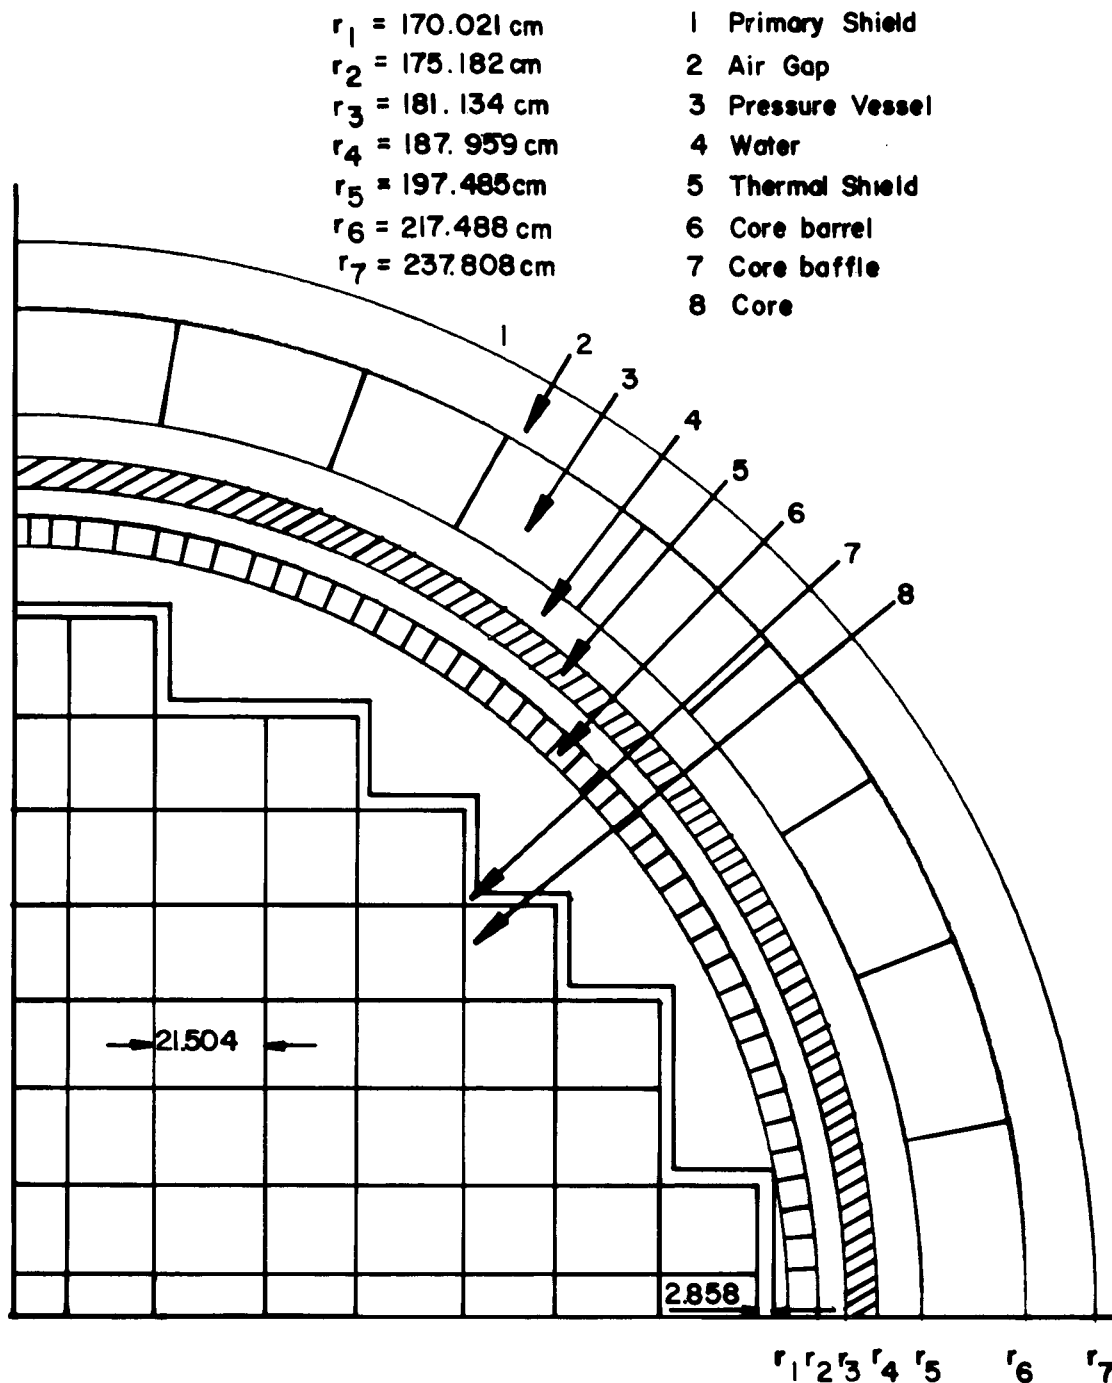 r1 = 170.021 cm
r2 = 175.182 cm
r3 = 181.134 cm
r4 = 187.959 cm
r5 = 197.485 cm
r6 = 217.488 cm
r7 = 237.808 cm
1 Primary Shield
2 Air Gap
3 Pressure Vessel
4 Water
5 Thermal Shield
6 Core barrel
7 Core baffle
8 Core
1
2
3
4
5
6
7
8
21.504
2.858
r1 r2 r3 r4 r5 r6 r7